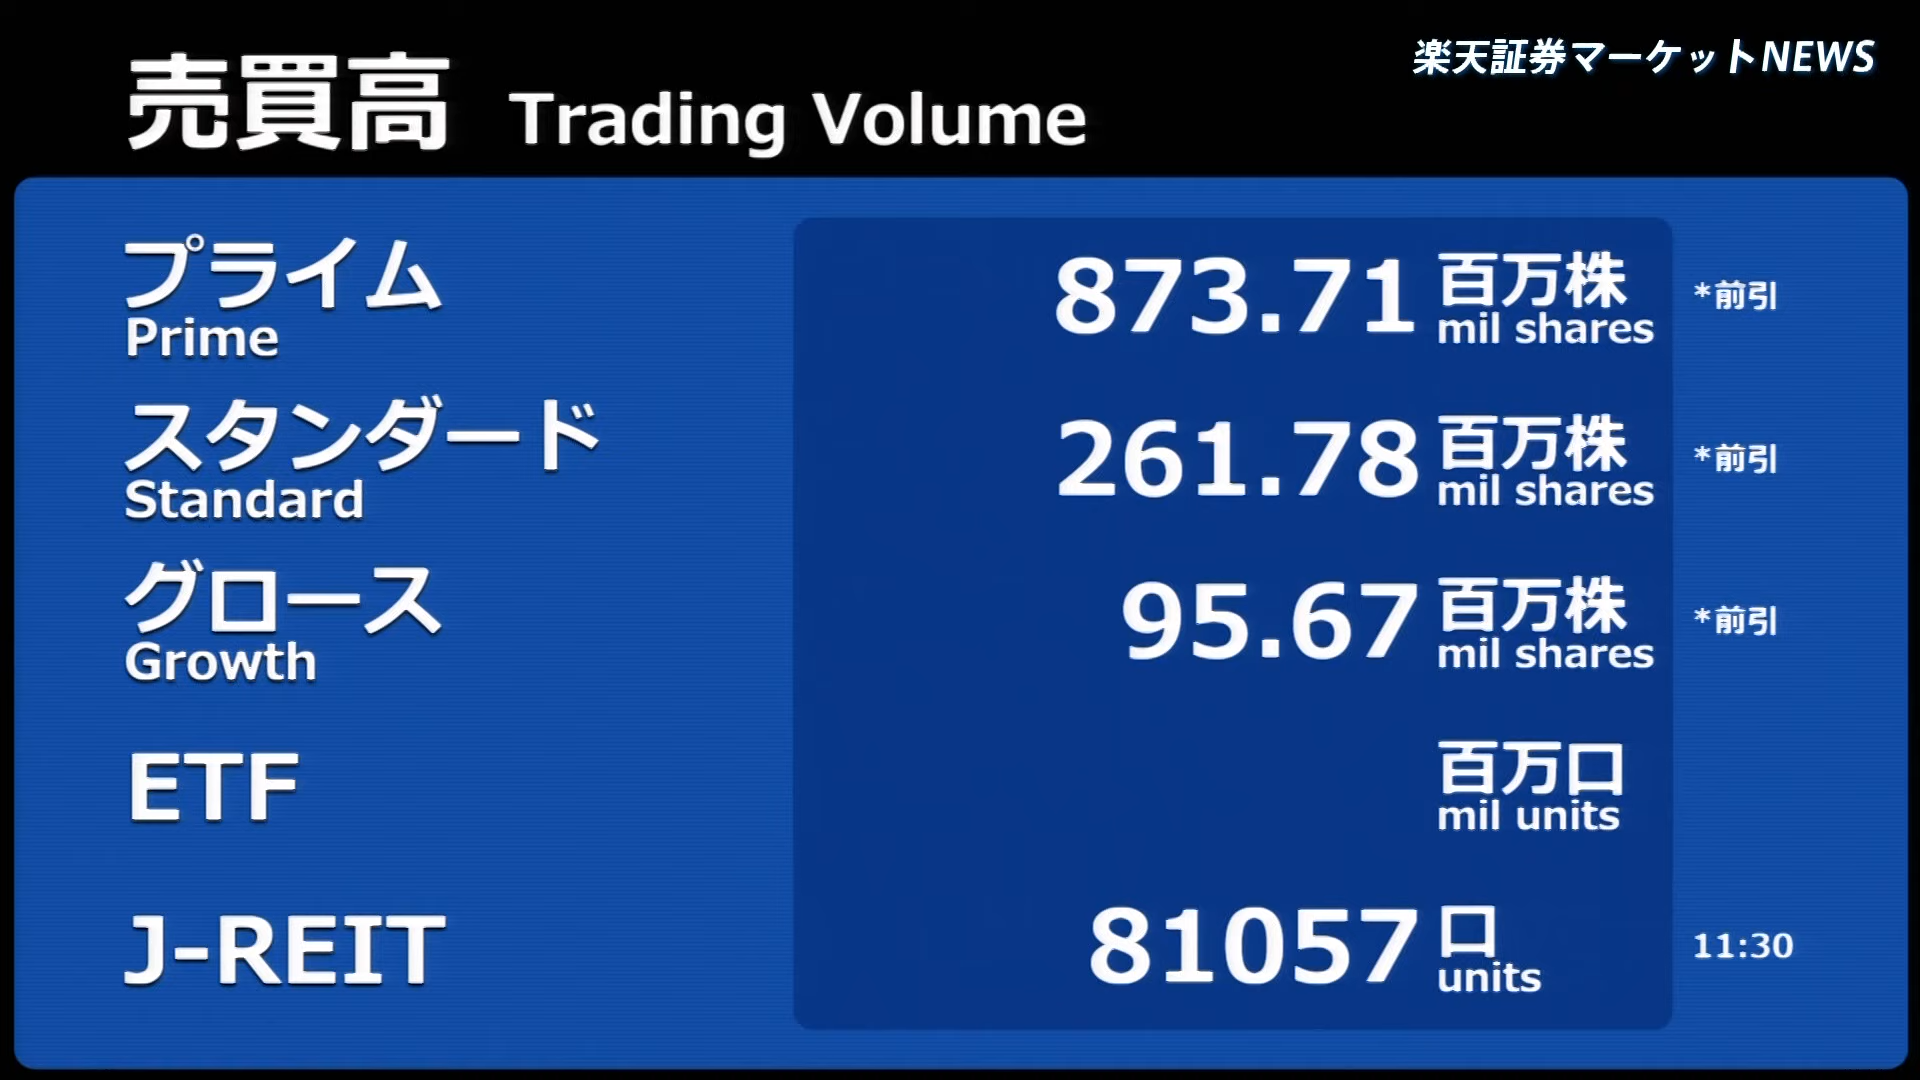 楽天証券マーケットNEWS
売買高 Trading Volume
プライム 873.71 百万株 *前引
Prime mil shares
スタンダード 261.78 百万株 *前引
Standard mil shares
グロース 95.67 百万株 *前引
Growth mil shares
ETF 百万口
mil units
J-REIT 81057 口 11:30
units